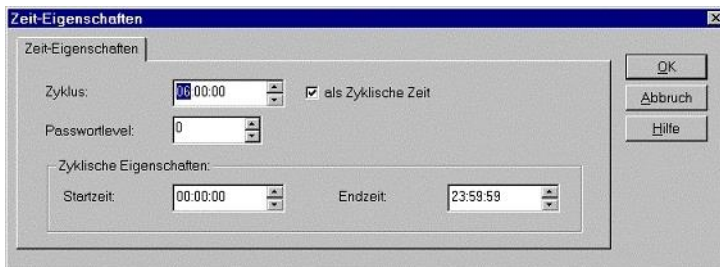 Zeit-Eigenschaften
Zeit-Eigenschaften
Zyklus: 06:00:00 als Zyklische Zeit
Passwortlevel: 0
Zyklische Eigenschaften:
Startzeit: 00:00:00 Endzeit: 23:59:59
OK
Abbruch
Hilfe